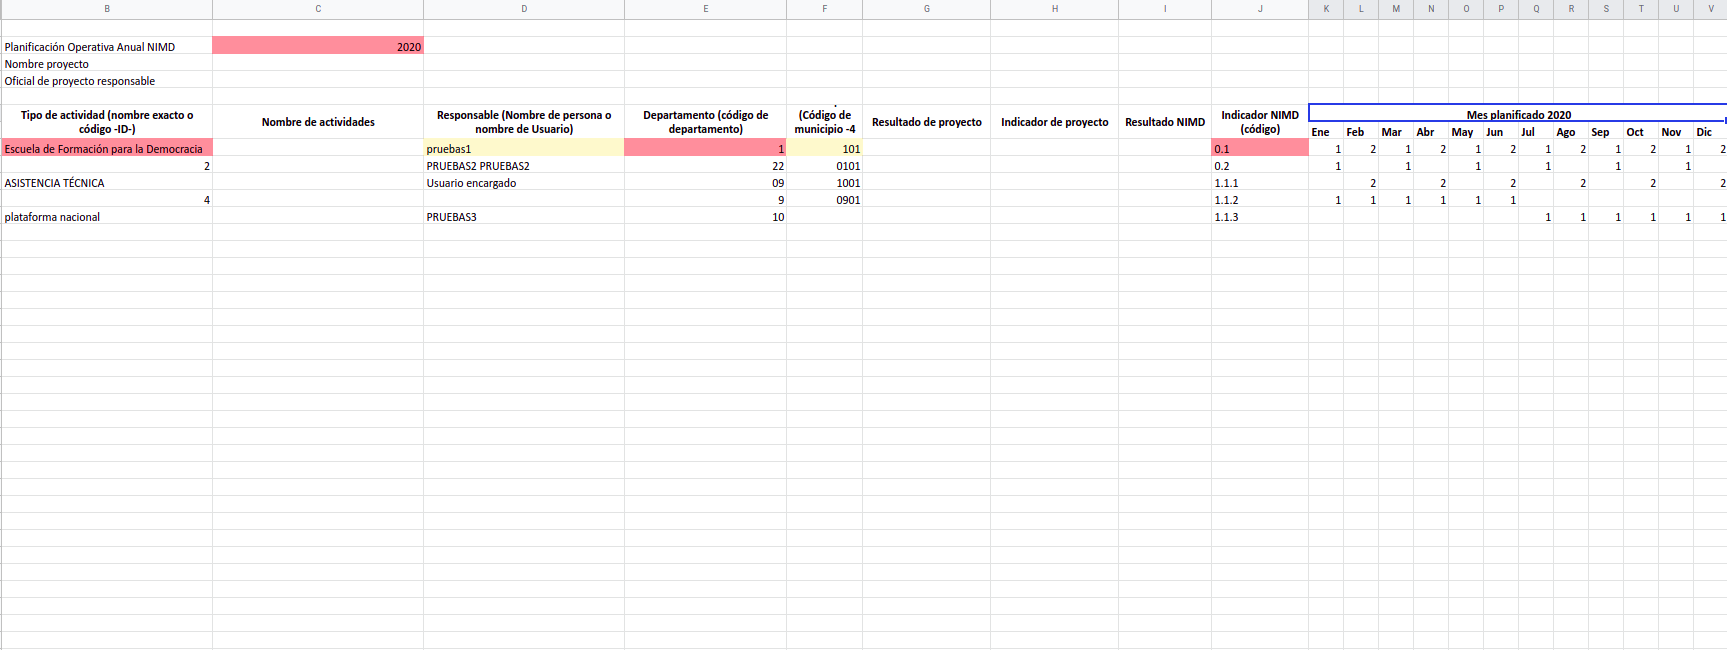 B C D E F G H I J K L M N O P Q R S T U V
Planificación Operativa Anual NIMD 2020
Nombre proyecto
Oficial de proyecto responsable
Tipo de actividad (nombre exacto o
código -ID-)
Nombre de actividades
Responsable (Nombre de persona o
nombre de Usuario)
Departamento (código de
departamento)
(Código de
municipio -4
Resultado de proyecto
Indicador de proyecto
Resultado NIMD
Indicador NIMD
(código)
Mes planificado 2020
Ene Feb Mar Abr May Jun Jul Ago Sep Oct Nov Dic
Escuela de Formación para la Democracia pruebas1 1 101 0.1 1 2 1 2 1 2 1 2 1 2 1 2
2 PRUEBAS2 PRUEBAS2 22 0101 0.2 1 1 1 1 1 1
ASISTENCIA TÉCNICA Usuario encargado 09 1001 1.1.1 2 2 2 2 2 2
4 9 0901 1.1.2 1 1 1 1 1 1
plataforma nacional PRUEBAS3 10 1.1.3 1 1 1 1 1 1